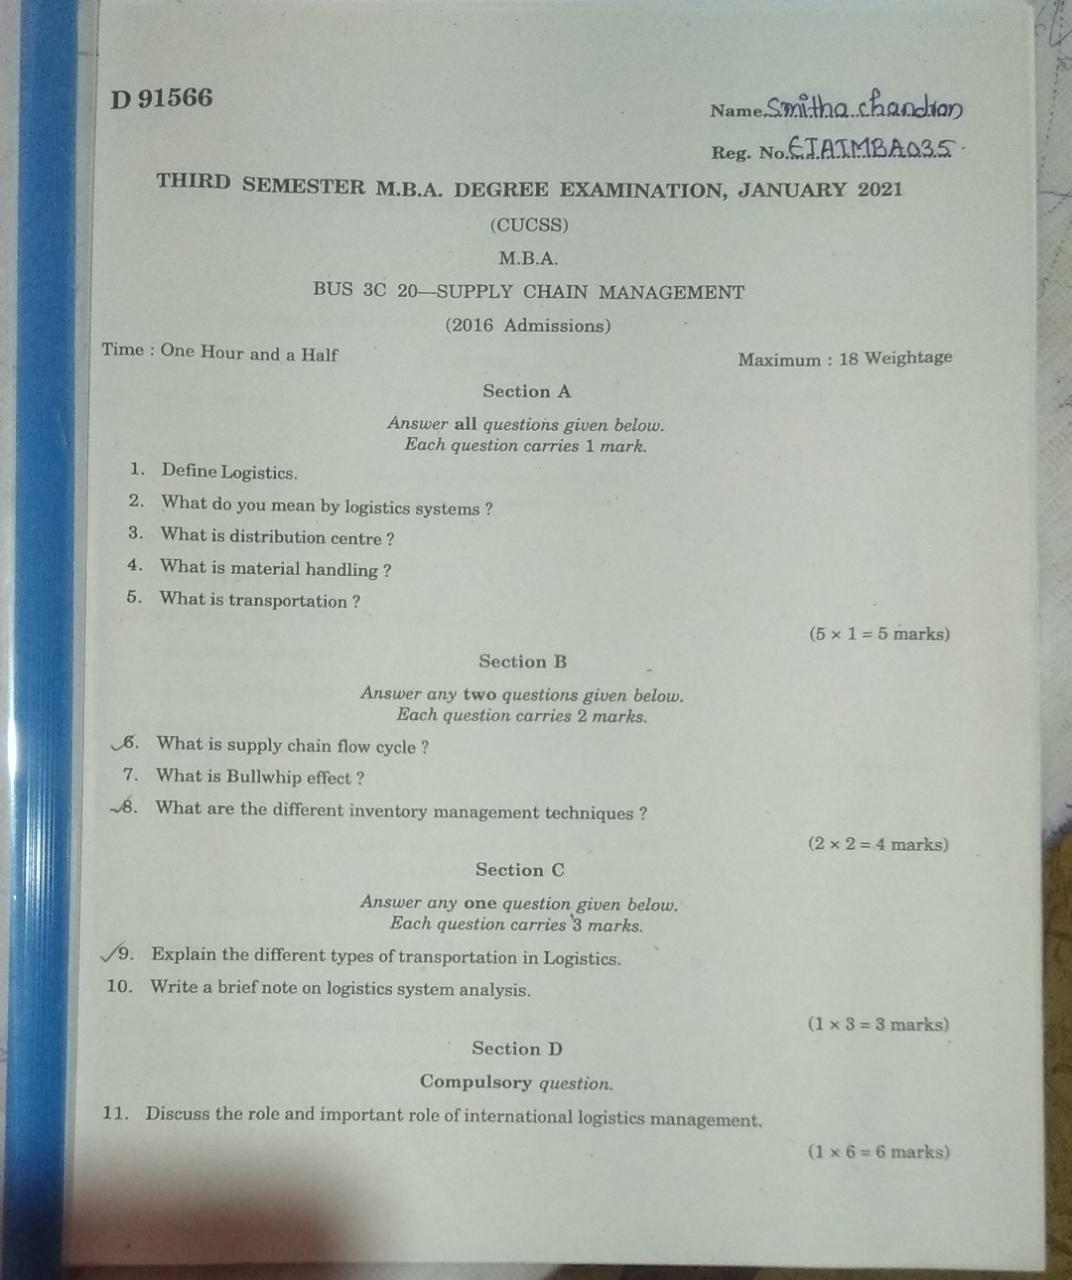 D 91566
Name Smitha chandran
Reg. No. EIAIMBA035
THIRD SEMESTER M.B.A. DEGREE EXAMINATION, JANUARY 2021
(CUCSS)
M.B.A.
BUS 3C 20—SUPPLY CHAIN MANAGEMENT
(2016 Admissions)
Time : One Hour and a Half Maximum : 18 Weightage
Section A
Answer all questions given below.
Each question carries 1 mark.
1. Define Logistics.
2. What do you mean by logistics systems ?
3. What is distribution centre ?
4. What is material handling ?
5. What is transportation ?
(5 × 1 = 5 marks)
Section B
Answer any two questions given below.
Each question carries 2 marks.
6. What is supply chain flow cycle ?
7. What is Bullwhip effect ?
8. What are the different inventory management techniques ?
(2 × 2 = 4 marks)
Section C
Answer any one question given below.
Each question carries 3 marks.
9. Explain the different types of transportation in Logistics.
10. Write a brief note on logistics system analysis.
(1 × 3 = 3 marks)
Section D
Compulsory question.
11. Discuss the role and important role of international logistics management.
(1 × 6 = 6 marks)